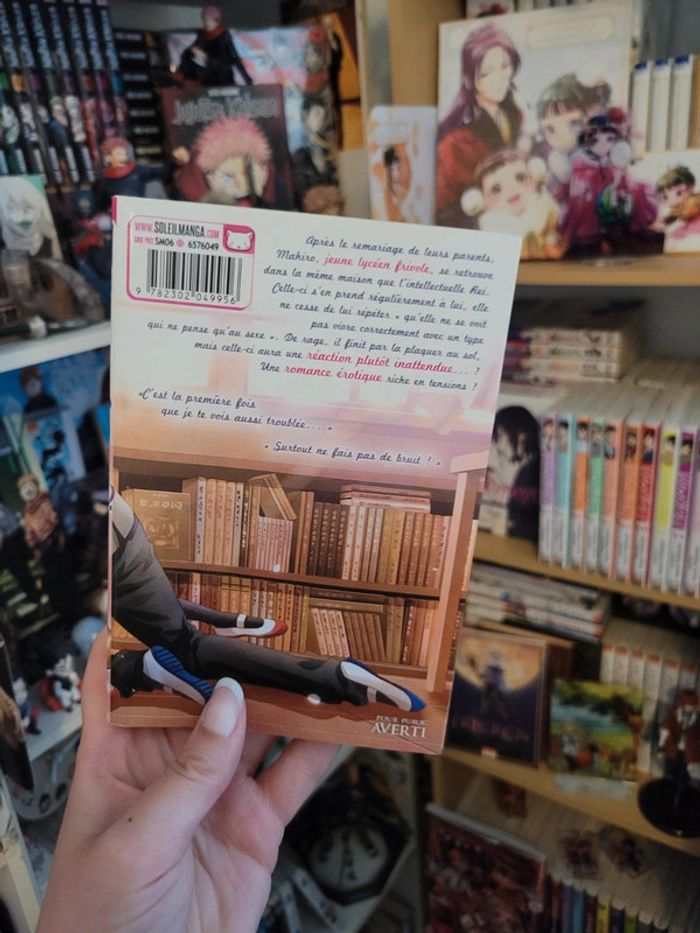 WWW.SOLEILMANGA.COM
CODE PRIX: SM06 6576049
9 782302 049956
Après le remariage de leurs parents,
Mahiro, jeune lycéen frivole, se retrouve
dans la même maison que l'intellectuelle Rei.
Celle-ci s'en prend régulièrement à lui, elle
ne cesse de lui répéter « qu'elle ne se voit
pas vivre correctement avec un type
qui ne pense qu'au sexe ». De rage, il finit par la plaquer au sol,
mais celle-ci aura une réaction plutôt inattendue... ?
Une romance érotique riche en tensions !
«C'est la première fois
que je te vois aussi troublée... »
« Surtout ne fais pas de bruit ! »
POUR PUBLIC
AVERTI
Jujutsu Kaisen